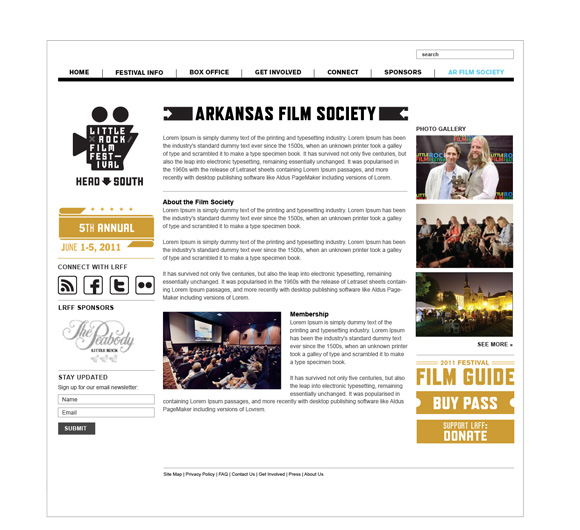 search
HOME
FESTIVAL INFO
BOX OFFICE
GET INVOLVED
CONNECT
SPONSORS
AR FILM SOCIETY
LITTLE
ROCK
FILM
FEST-
IVAL
HEAD SOUTH
5TH ANNUAL
JUNE 1-5, 2011
CONNECT WITH LRFF
LRFF SPONSORS
The Peabody
LITTLE ROCK
STAY UPDATED
Sign up for our email newsletter:
Name
Email
SUBMIT
ARKANSAS FILM SOCIETY
Lorem Ipsum is simply dummy text of the printing and typesetting industry. Lorem Ipsum has been
the industry's standard dummy text ever since the 1500s, when an unknown printer took a galley
of type and scrambled it to make a type specimen book. It has survived not only five centuries, but
also the leap into electronic typesetting, remaining essentially unchanged. It was popularised in
the 1960s with the release of Letraset sheets containing Lorem Ipsum passages, and more
recently with desktop publishing software like Aldus PageMaker including versions of Lorem.
About the Film Society
Lorem Ipsum is simply dummy text of the printing and typesetting industry. Lorem Ipsum has been
the industry's standard dummy text ever since the 1500s, when an unknown printer took a galley
of type and scrambled it to make a type specimen book.
Lorem Ipsum is simply dummy text of the printing and typesetting industry. Lorem Ipsum has been
the industry's standard dummy text ever since the 1500s, when an unknown printer took a galley
of type and scrambled it to make a type specimen book.
It has survived not only five centuries, but also the leap into electronic typesetting, remaining
essentially unchanged. It was popularised in the 1960s with the release of Letraset sheets contain-
ing Lorem Ipsum passages, and more recently with desktop publishing software like Aldus Page-
Maker including versions of Lorem.
Membership
Lorem Ipsum is simply dummy text of
the printing and typesetting industry.
Lorem Ipsum has been the industry's
standard dummy text ever since the
1500s, when an unknown printer took
a galley of type and scrambled it to make
a type specimen book.
It has survived not only five centuries, but also
the leap into electronic typesetting, remaining
essentially unchanged. It was popularised in
containing Lorem Ipsum passages, and more recently with desktop publishing software like Aldus
PageMaker including versions of Lovrem.
PHOTO GALLERY
SEE MORE »
2011 FESTIVAL
FILM GUIDE
BUY PASS
SUPPORT LRFF:
DONATE
Site Map | Privacy Policy | FAQ | Contact Us | Get Involved | Press | About Us